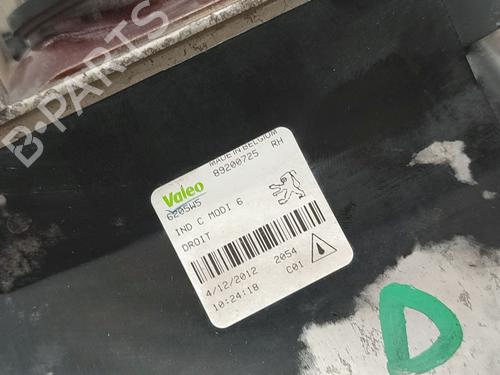 MADE IN BELGIUM
89200725 RH
Valeo
6205W5
IND C MODI 6
DROIT
4/12/2012 2054
10:24:18 C01
D
B-PARTS